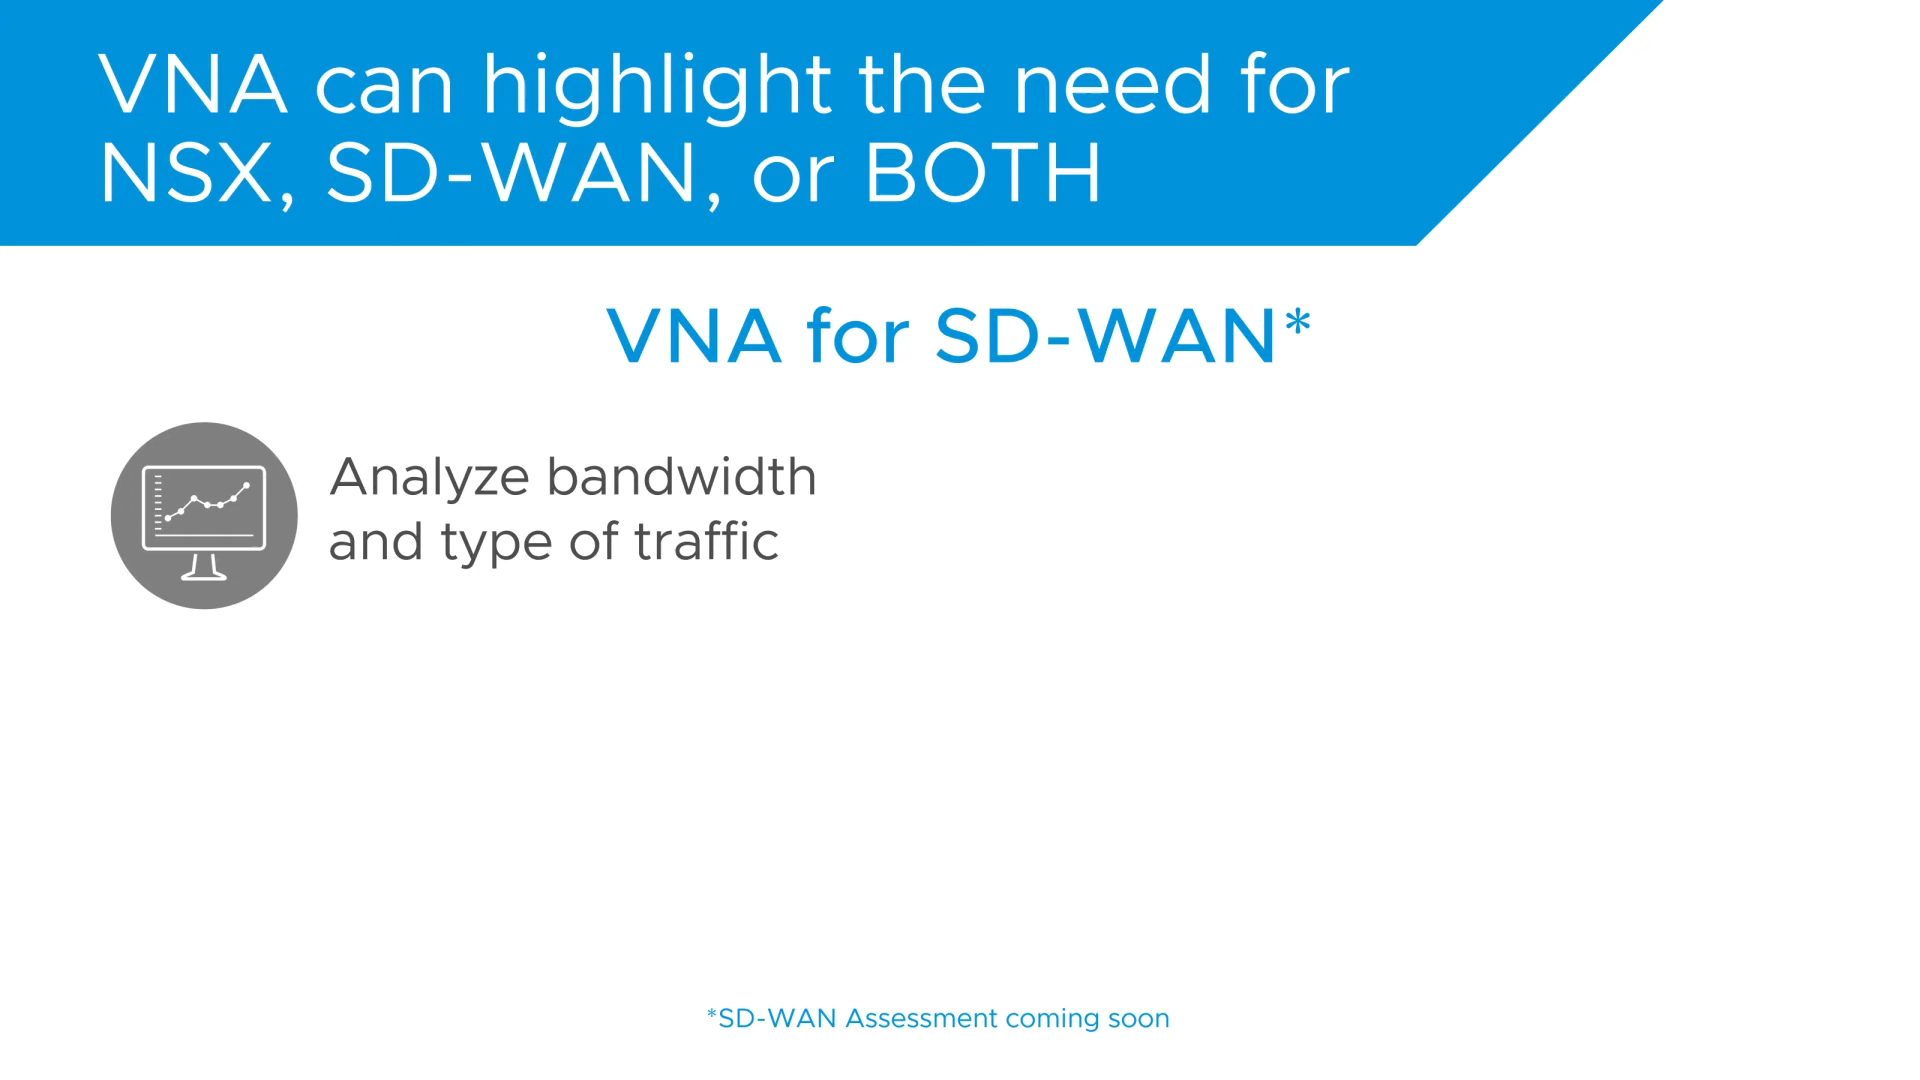 VNA can highlight the need for
NSX, SD-WAN, or BOTH
VNA for SD-WAN*
Analyze bandwidth
and type of traffic
*SD-WAN Assessment coming soon